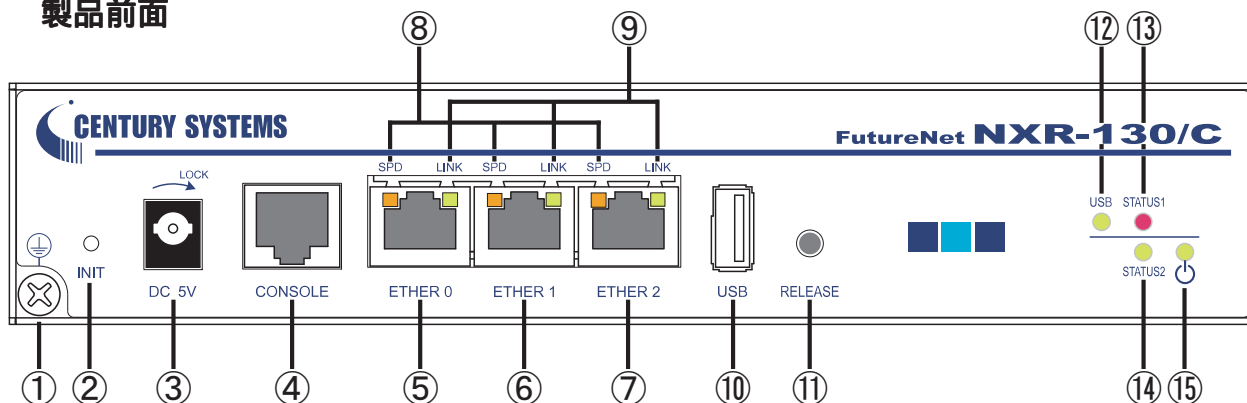 製品前面
⑧ ⑨ ⑫ ⑬
CENTURY SYSTEMS
FutureNet NXR-130/C
SPD LINK SPD LINK SPD LINK
LOCK
USB STATUS1
STATUS2
INIT
DC 5V CONSOLE ETHER 0 ETHER 1 ETHER 2 USB RELEASE
① ② ③ ④ ⑤ ⑥ ⑦ ⑩ ⑪ ⑭ ⑮